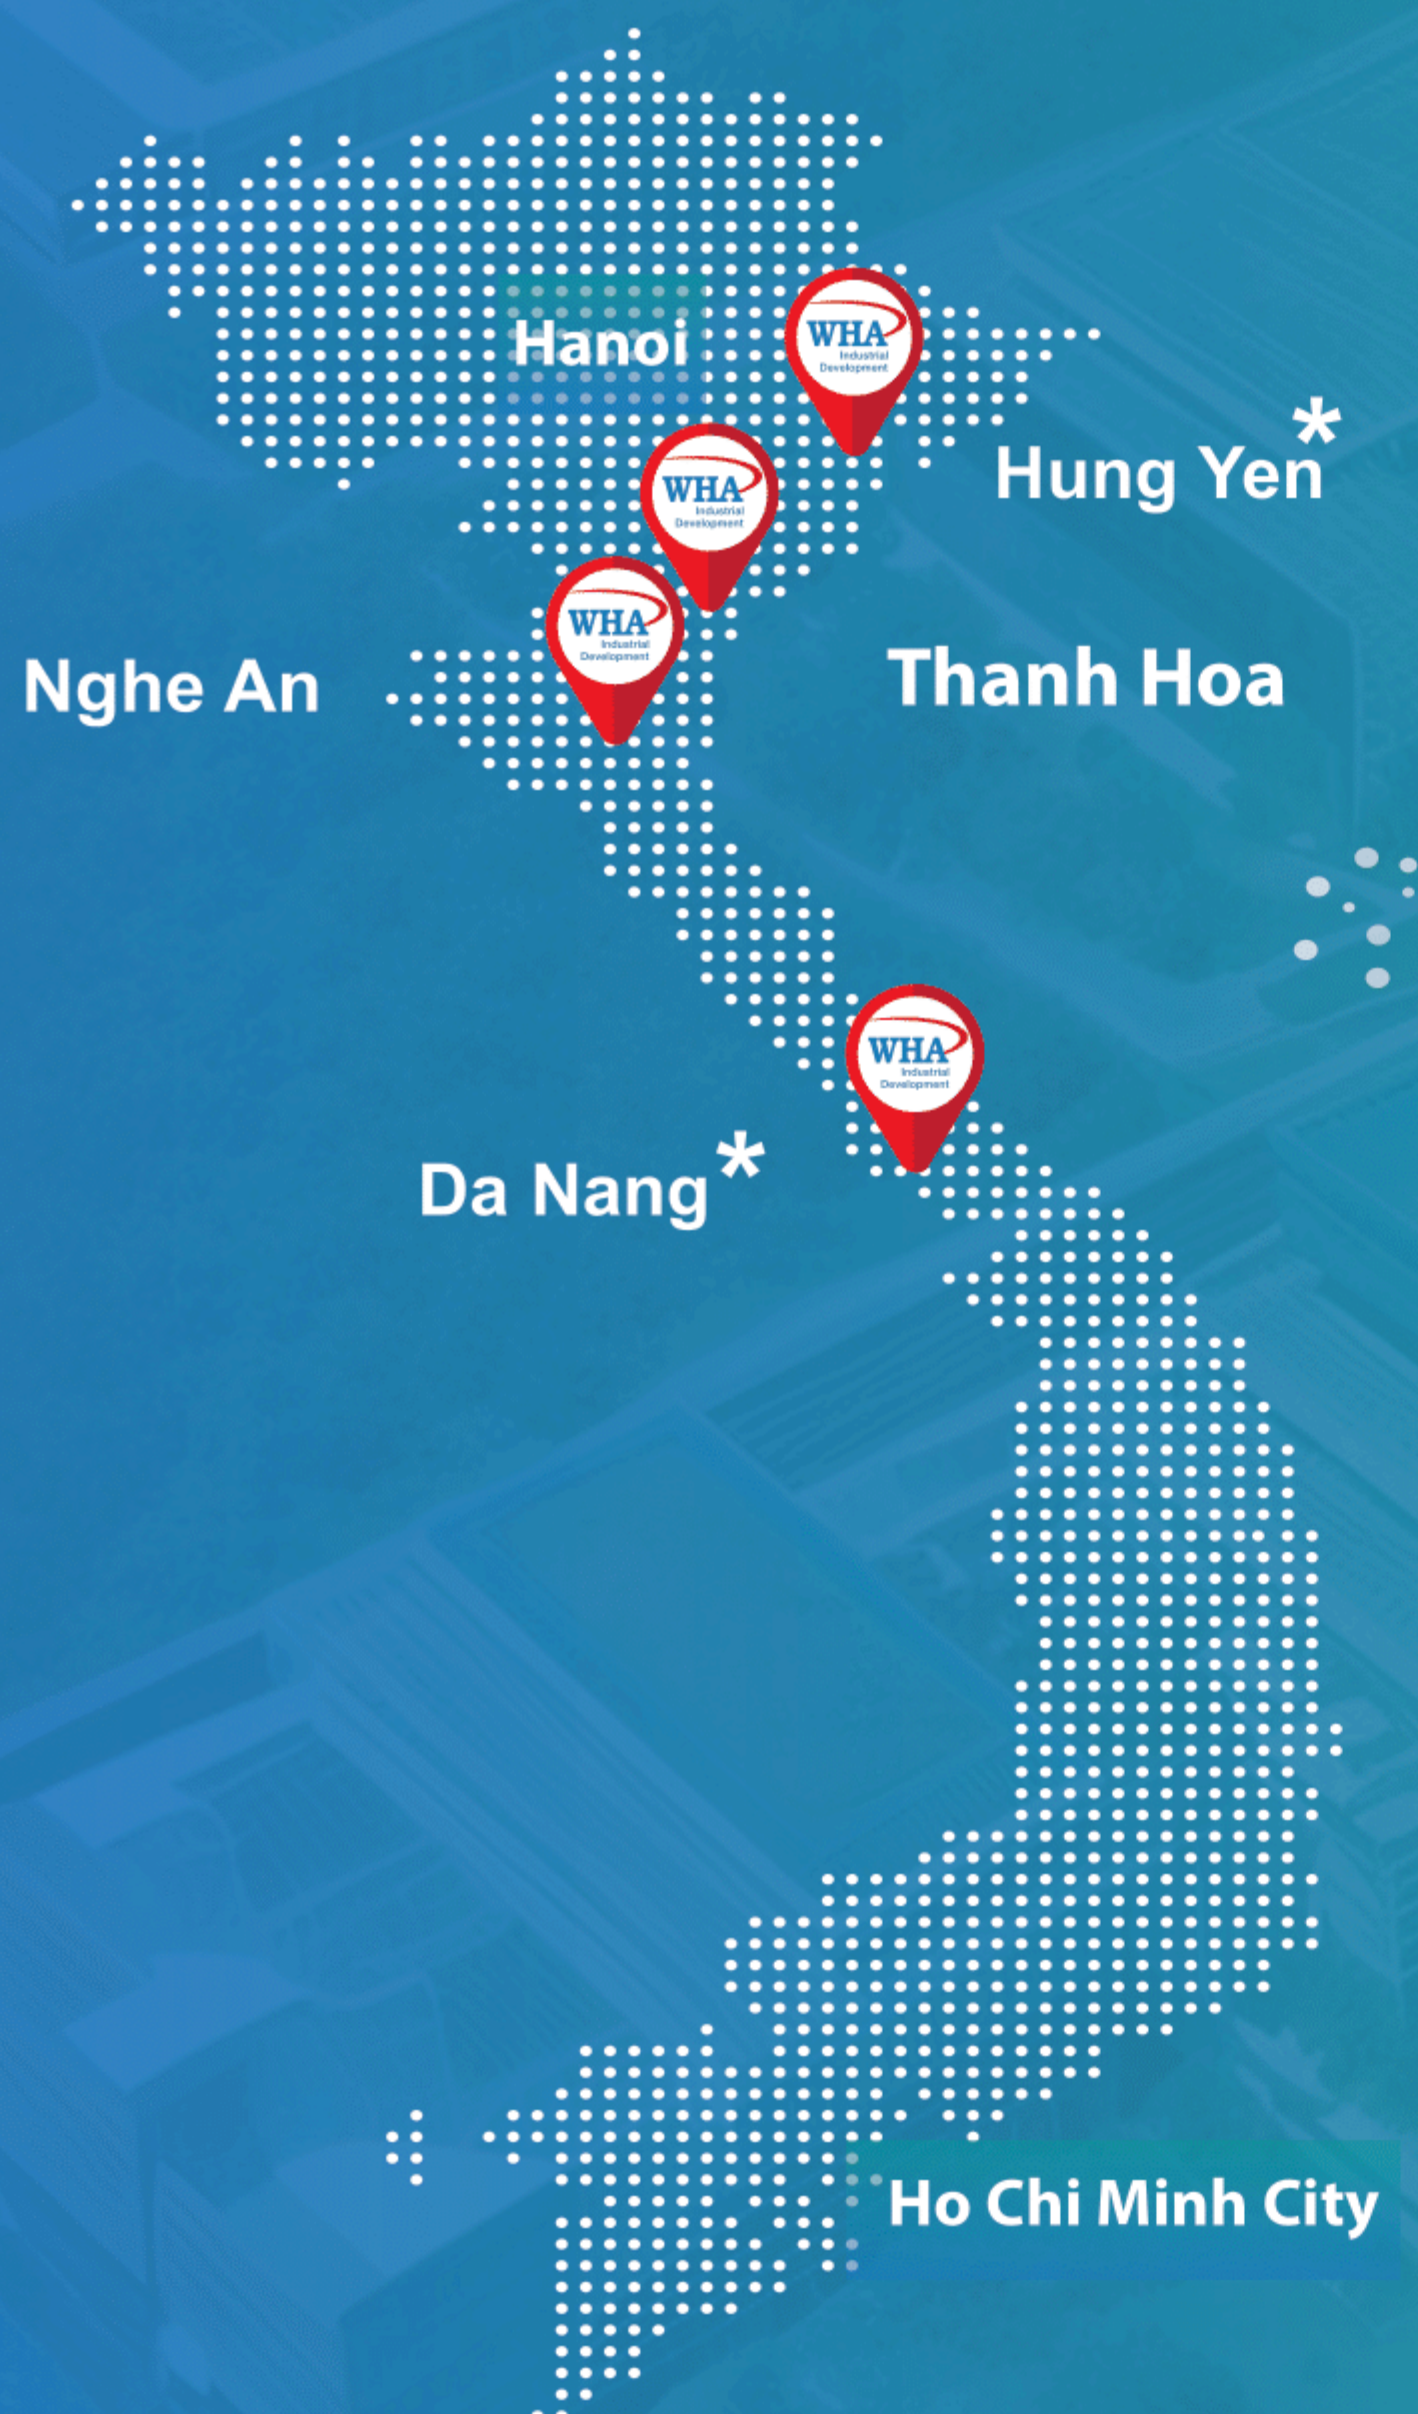 Hanoi
WHA
Industrial
Development
*
Hung Yen
WHA
Industrial
Development
WHA
Industrial
Development
Nghe An
Thanh Hoa
WHA
Industrial
Development
Da Nang*
Ho Chi Minh City